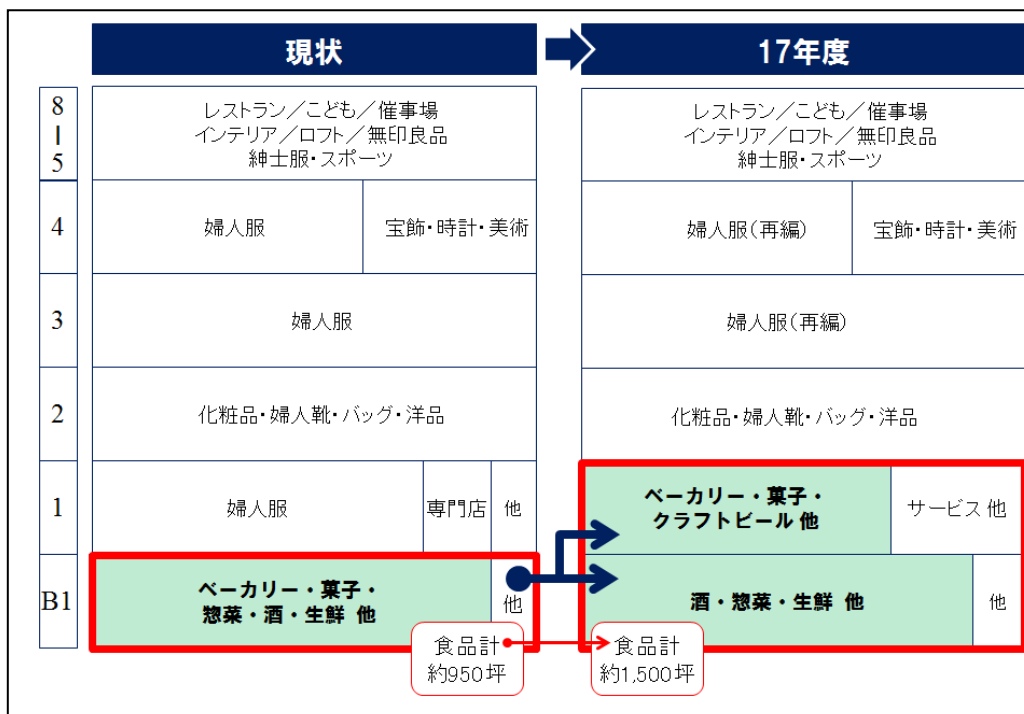 現状
17年度
8
|
5
レストラン／こども／催事場
インテリア／ロフト／無印良品
紳士服・スポーツ
レストラン／こども／催事場
インテリア／ロフト／無印良品
紳士服・スポーツ
4
婦人服
宝飾・時計・美術
婦人服（再編）
宝飾・時計・美術
3
婦人服
婦人服（再編）
2
化粧品・婦人靴・バッグ・洋品
化粧品・婦人靴・バッグ・洋品
1
婦人服
専門店
他
ベーカリー・菓子・
クラフトビール 他
サービス 他
B1
ベーカリー・菓子・
惣菜・酒・生鮮 他
他
酒・惣菜・生鮮 他
他
食品計
約950坪
食品計
約1,500坪